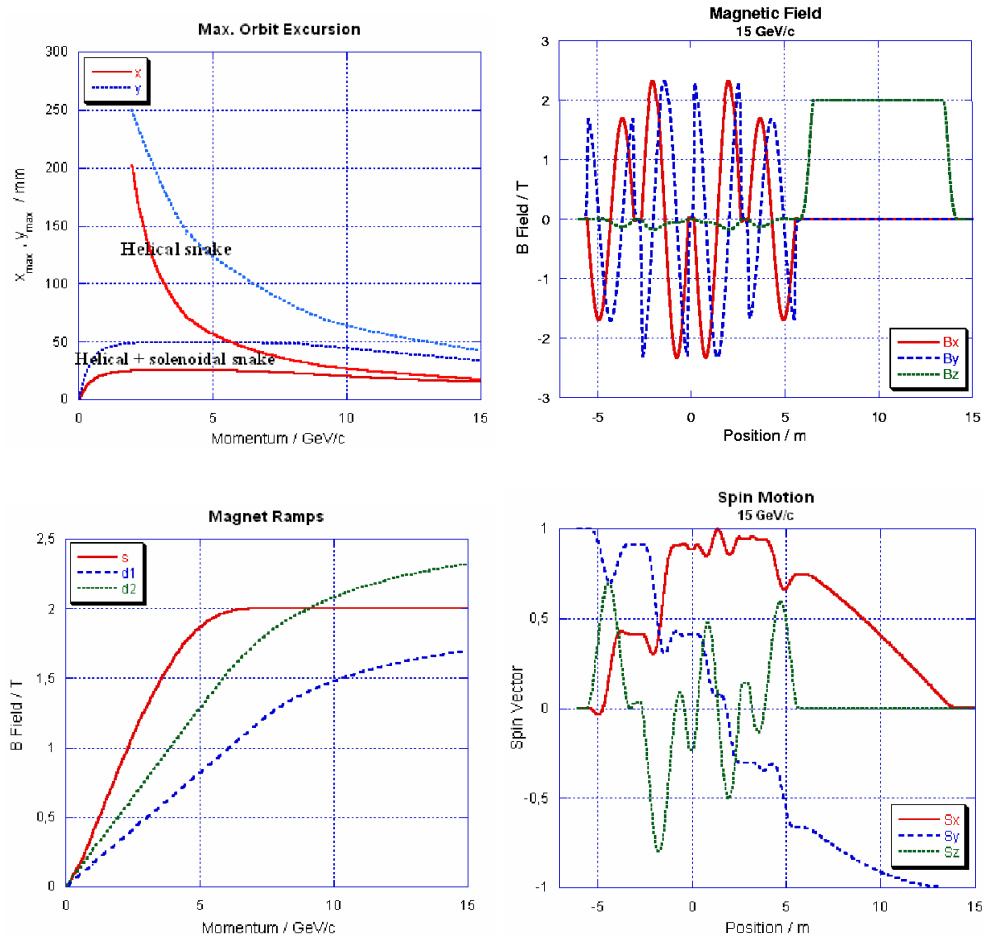 Max. Orbit Excursion
x
y
300
250
200
150
100
50
0
x_max , y_max / mm
Helical snake
Helical + solenoidal snake
0 5 10 15
Momentum / GeV/c
Magnetic Field
15 GeV/c
3
2
1
0
-1
-2
-3
B Field / T
Bx
By
Bz
-5 0 5 10 15
Position / m
Magnet Ramps
s
d1
d2
2,5
2
1,5
1
0,5
0
B Field / T
0 5 10 15
Momentum / GeV/c
Spin Motion
15 GeV/c
1
0,5
0
-0,5
-1
Spin Vector
Sx
Sy
Sz
-5 0 5 10 15
Position / m